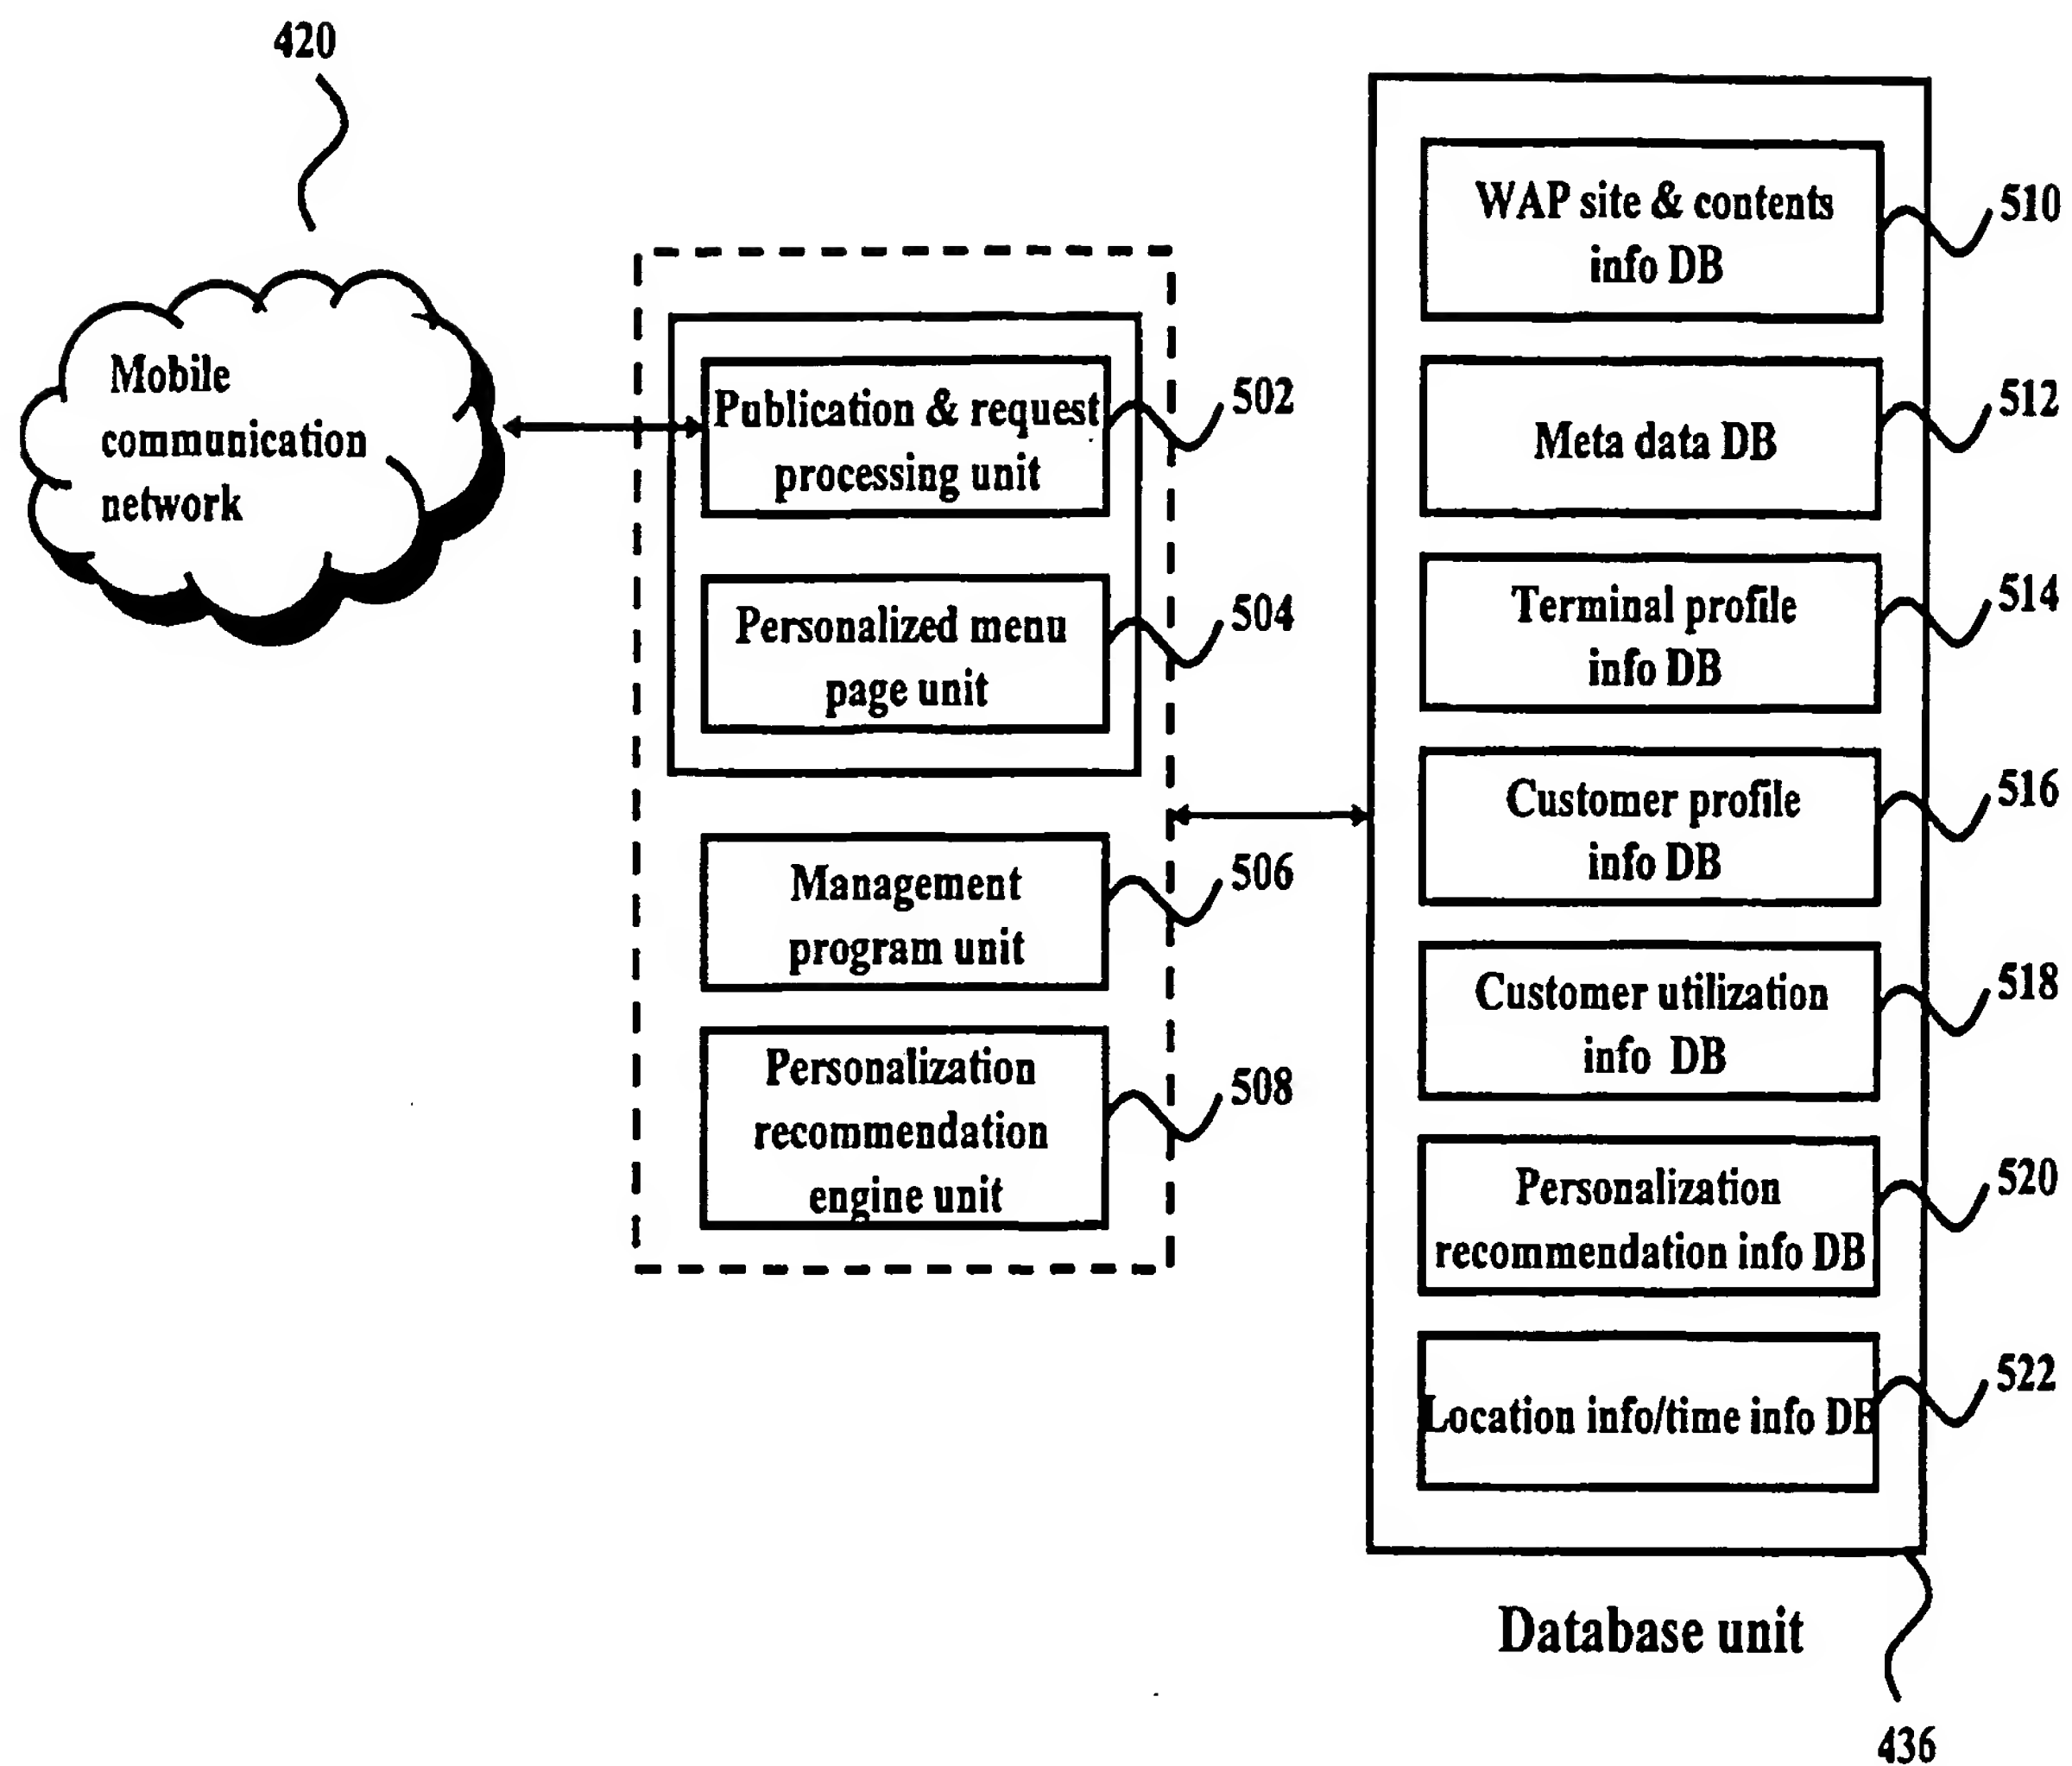 420
Mobile
communication
network
Publication & request
processing unit
502
Personalized menu
page unit
504
Management
program unit
506
Personalization
recommendation
engine unit
508
WAP site & contents
info DB
510
Meta data DB
512
Terminal profile
info DB
514
Customer profile
info DB
516
Customer utilization
info DB
518
Personalization
recommendation info DB
520
Location info/time info DB
522
Database unit
436